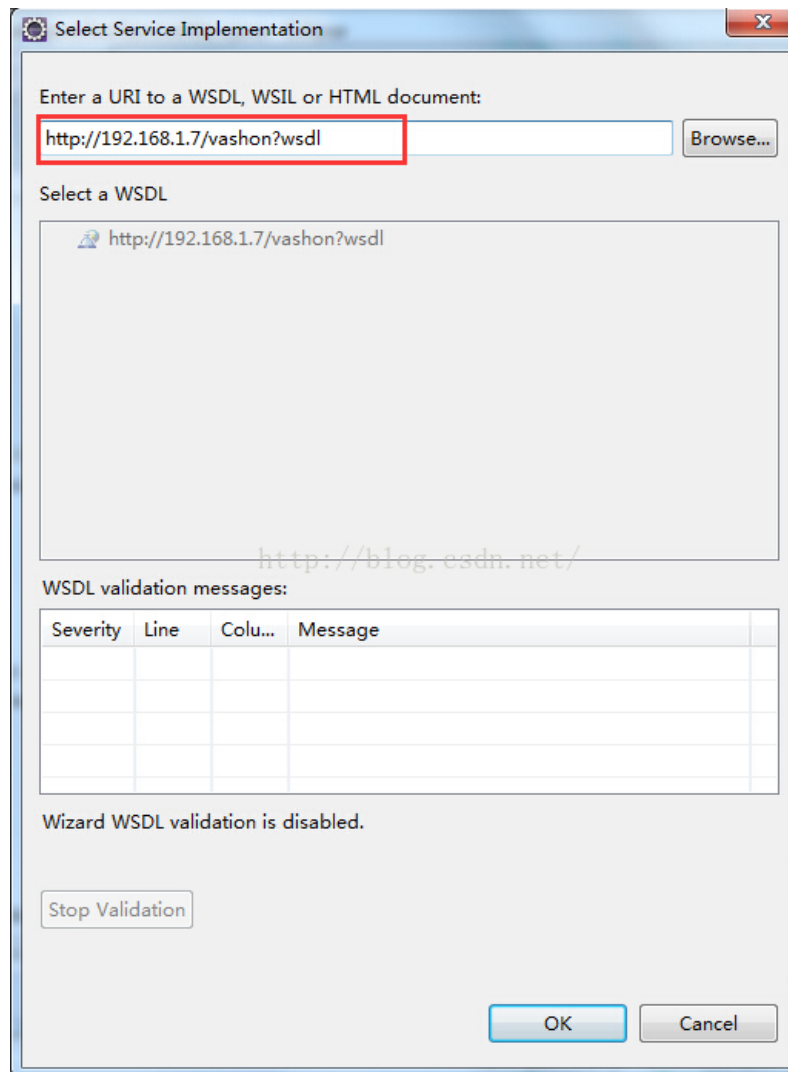 Select Service Implementation
Enter a URI to a WSDL, WSIL or HTML document:
http://192.168.1.7/vashon?wsdl
Browse...
Select a WSDL
http://192.168.1.7/vashon?wsdl
http://blog.csdn.net/
WSDL validation messages:
Severity Line Colu... Message
Wizard WSDL validation is disabled.
Stop Validation
OK Cancel